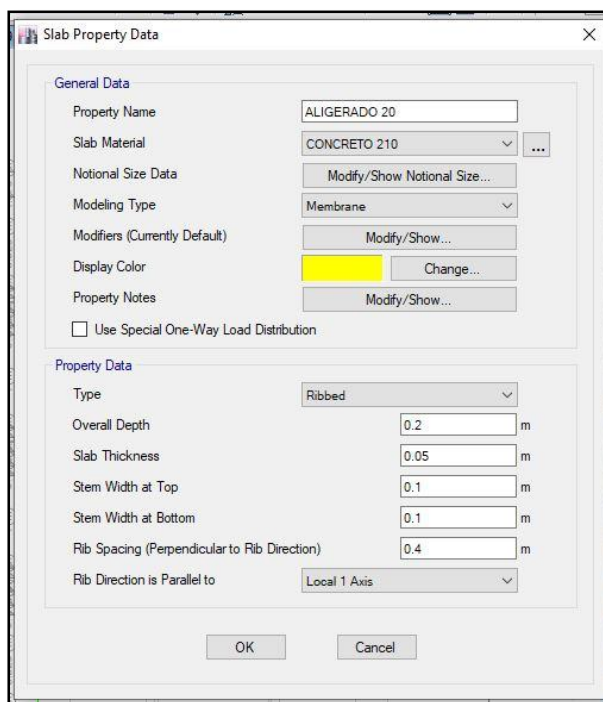 Slab Property Data
General Data
Property Name ALIGERADO 20
Slab Material CONCRETO 210 ...
Notional Size Data Modify/Show Notional Size...
Modeling Type Membrane
Modifiers (Currently Default) Modify/Show...
Display Color Change...
Property Notes Modify/Show...
Use Special One-Way Load Distribution
Property Data
Type Ribbed
Overall Depth 0.2 m
Slab Thickness 0.05 m
Stem Width at Top 0.1 m
Stem Width at Bottom 0.1 m
Rib Spacing (Perpendicular to Rib Direction) 0.4 m
Rib Direction is Parallel to Local 1 Axis
OK Cancel